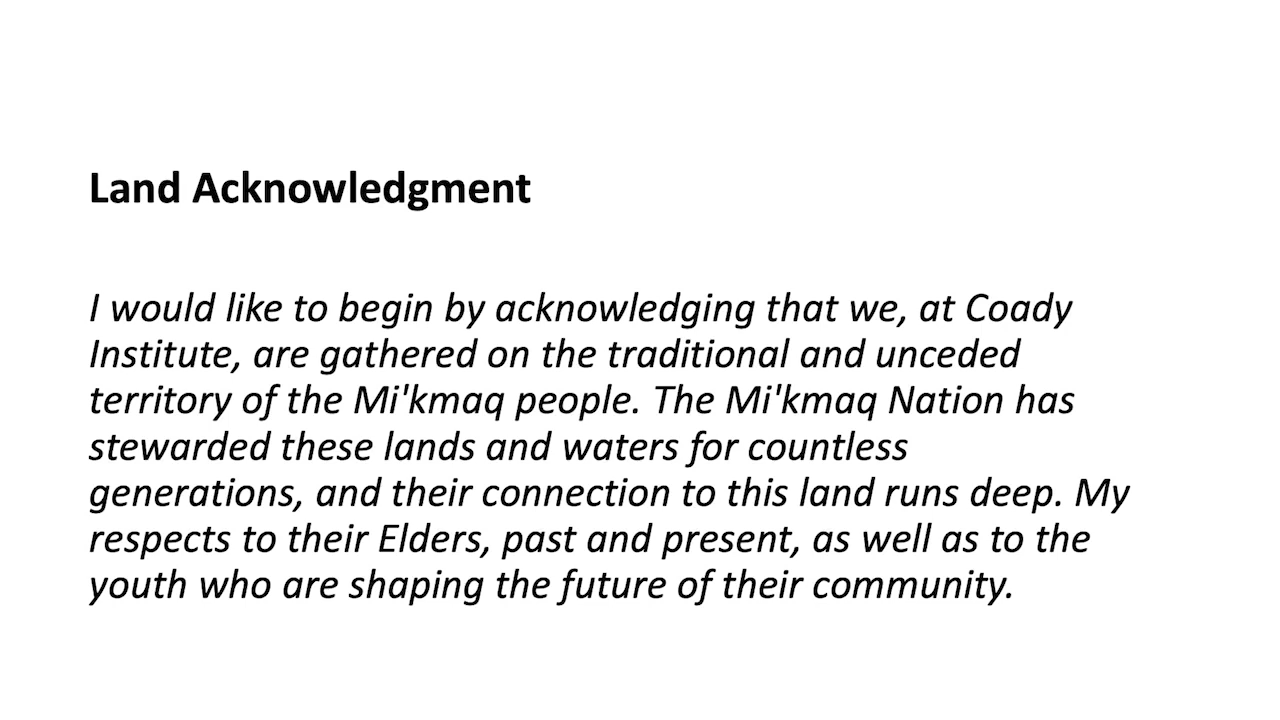 Land Acknowledgment
I would like to begin by acknowledging that we, at Coady
Institute, are gathered on the traditional and unceded
territory of the Mi'kmaq people. The Mi'kmaq Nation has
stewarded these lands and waters for countless
generations, and their connection to this land runs deep. My
respects to their Elders, past and present, as well as to the
youth who are shaping the future of their community.